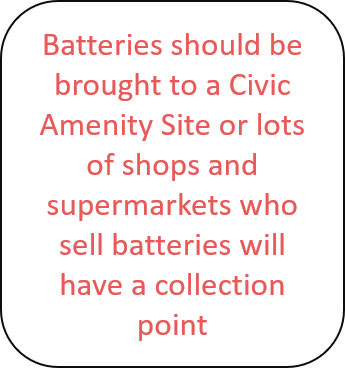 Batteries should be
brought to a Civic
Amenity Site or lots
of shops and
supermarkets who
sell batteries will
have a collection
point